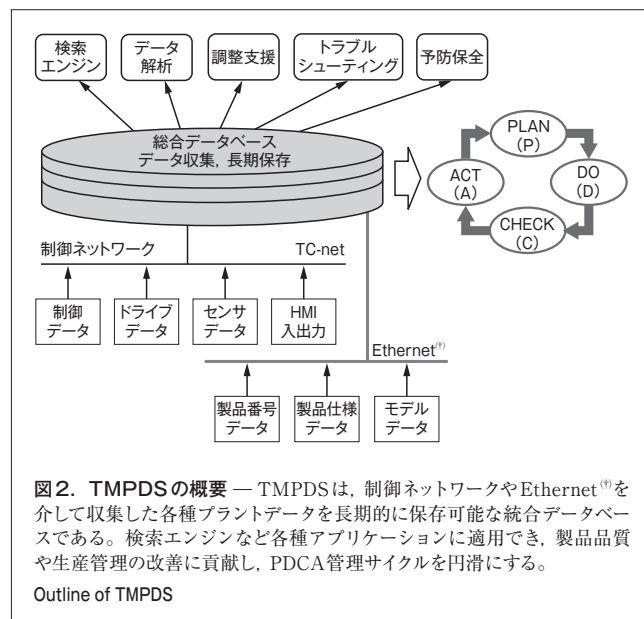 検索
エンジン
データ
解析
調整支援
トラブル
シューティング
予防保全
総合データベース
データ収集，長期保存
PLAN
(P)
DO
(D)
CHECK
(C)
ACT
(A)
制御ネットワーク
TC-net
制御
データ
ドライブ
データ
センサ
データ
HMI
入出力
Ethernet(†)
製品番号
データ
製品仕様
データ
モデル
データ
図2．TMPDSの概要 — TMPDSは，制御ネットワークやEthernet(†)を
介して収集した各種プラントデータを長期的に保存可能な統合データベー
スである。検索エンジンなど各種アプリケーションに適用でき，製品品質
や生産管理の改善に貢献し，PDCA管理サイクルを円滑にする。
Outline of TMPDS